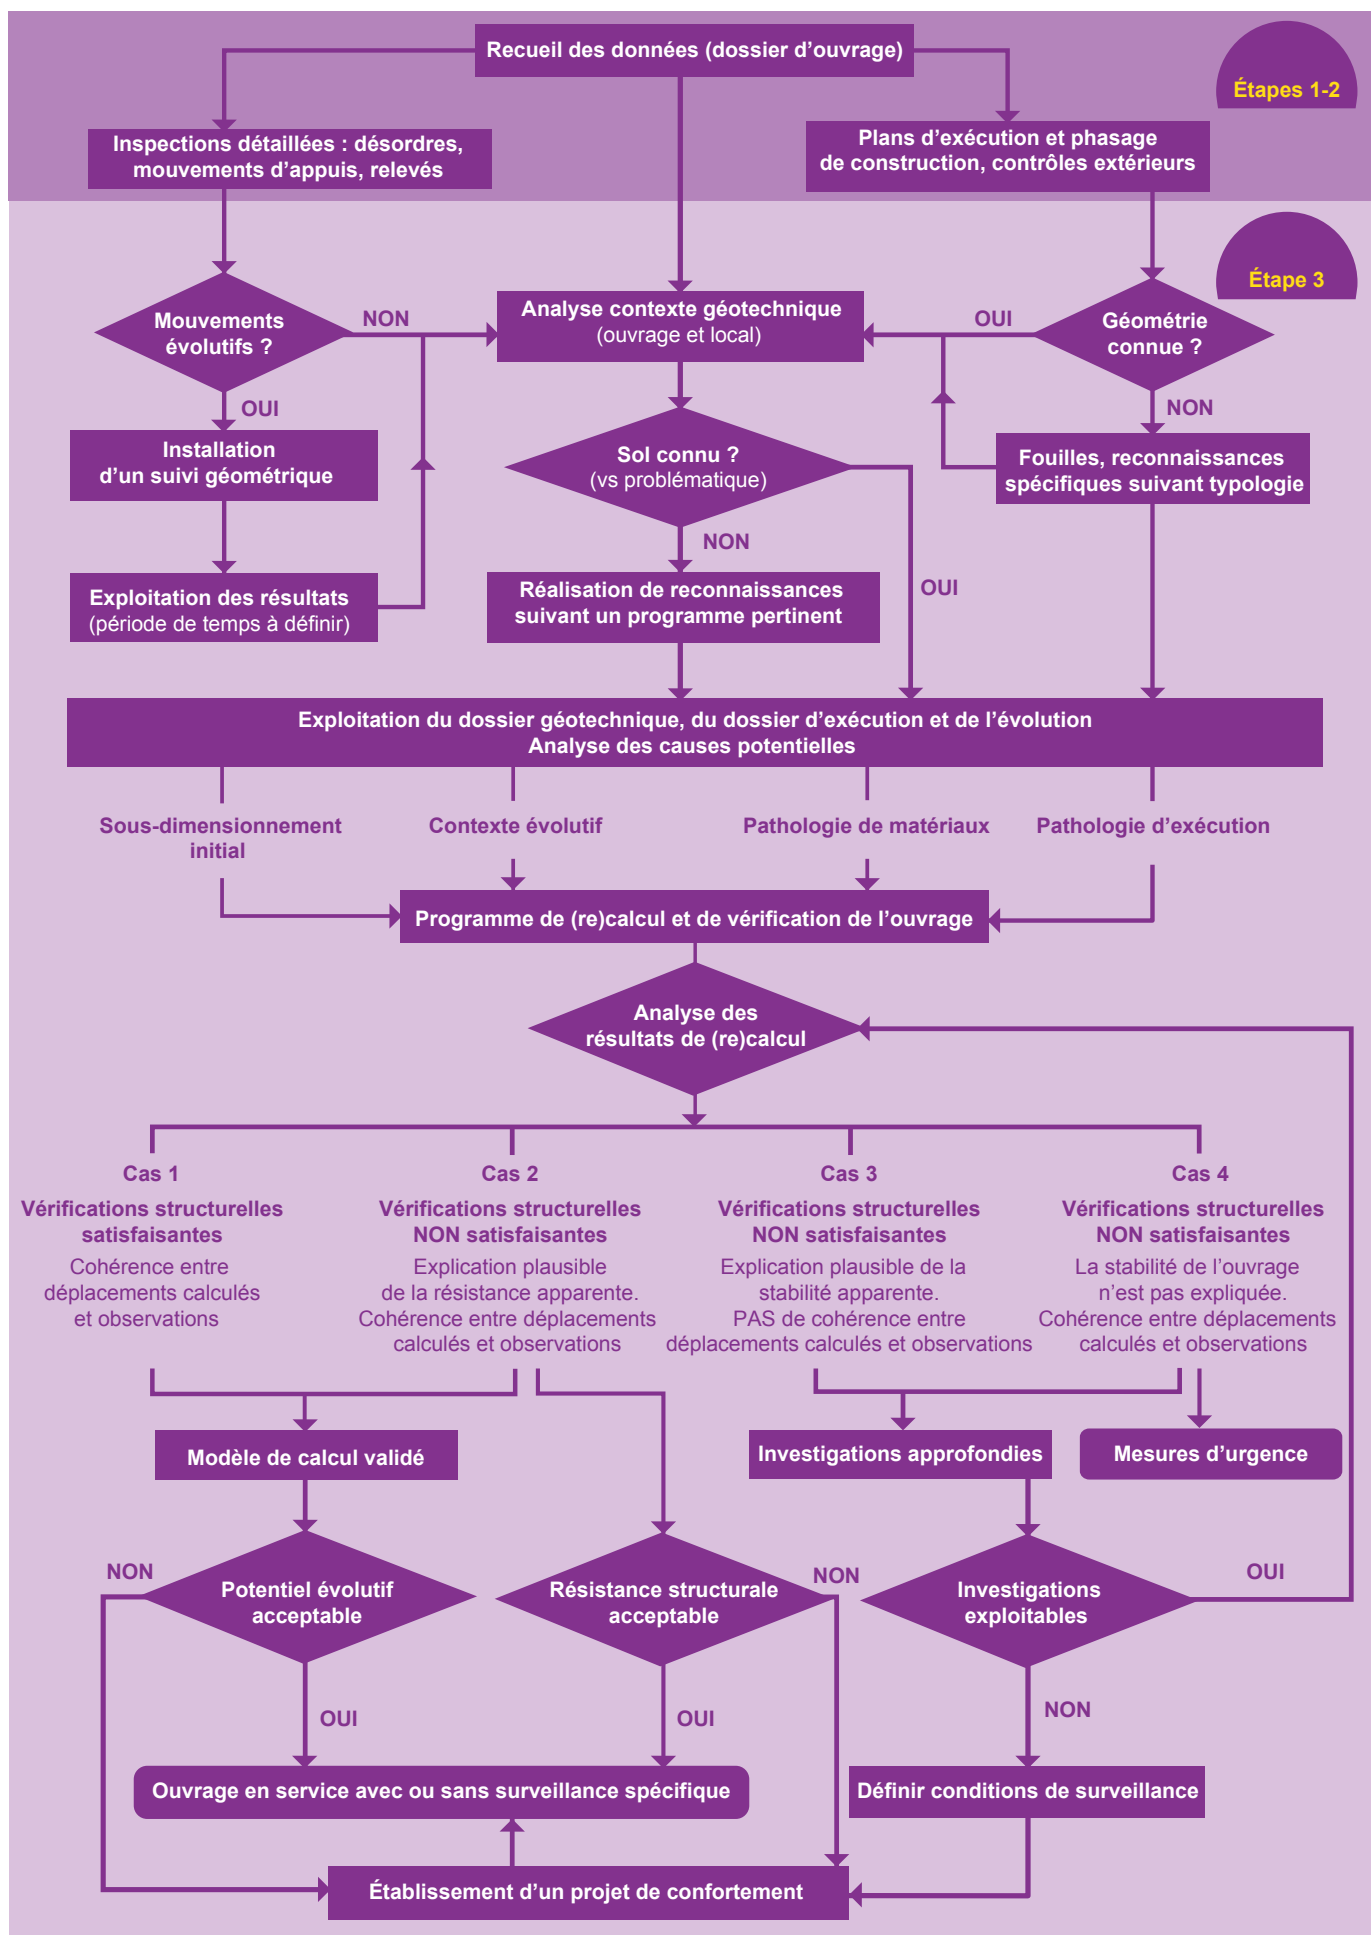 Recueil des données (dossier d'ouvrage)
Étapes 1-2
Inspections détaillées : désordres,
mouvements d'appuis, relevés
Plans d'exécution et phasage
de construction, contrôles extérieurs
Étape 3
Mouvements
évolutifs ?
NON
Analyse contexte géotechnique
(ouvrage et local)
OUI
Géométrie
connue ?
OUI
NON
Installation
d'un suivi géométrique
Sol connu ?
(vs problématique)
Fouilles, reconnaissances
spécifiques suivant typologie
NON
OUI
Exploitation des résultats
(période de temps à définir)
Réalisation de reconnaissances
suivant un programme pertinent
Exploitation du dossier géotechnique, du dossier d'exécution et de l'évolution
Analyse des causes potentielles
Sous-dimensionnement
initial
Contexte évolutif
Pathologie de matériaux
Pathologie d'exécution
Programme de (re)calcul et de vérification de l'ouvrage
Analyse des
résultats de (re)calcul
Cas 1
Vérifications structurelles
satisfaisantes
Cohérence entre
déplacements calculés
et observations
Cas 2
Vérifications structurelles
NON satisfaisantes
Explication plausible
de la résistance apparente.
Cohérence entre déplacements
calculés et observations
Cas 3
Vérifications structurelles
NON satisfaisantes
Explication plausible de la
stabilité apparente.
PAS de cohérence entre
déplacements calculés et observations
Cas 4
Vérifications structurelles
NON satisfaisantes
La stabilité de l'ouvrage
n'est pas expliquée.
Cohérence entre déplacements
calculés et observations
Modèle de calcul validé
Investigations approfondies
Mesures d'urgence
NON
Potentiel évolutif
acceptable
Résistance structurale
acceptable
NON
Investigations
exploitables
OUI
OUI
OUI
NON
Ouvrage en service avec ou sans surveillance spécifique
Définir conditions de surveillance
Établissement d'un projet de confortement